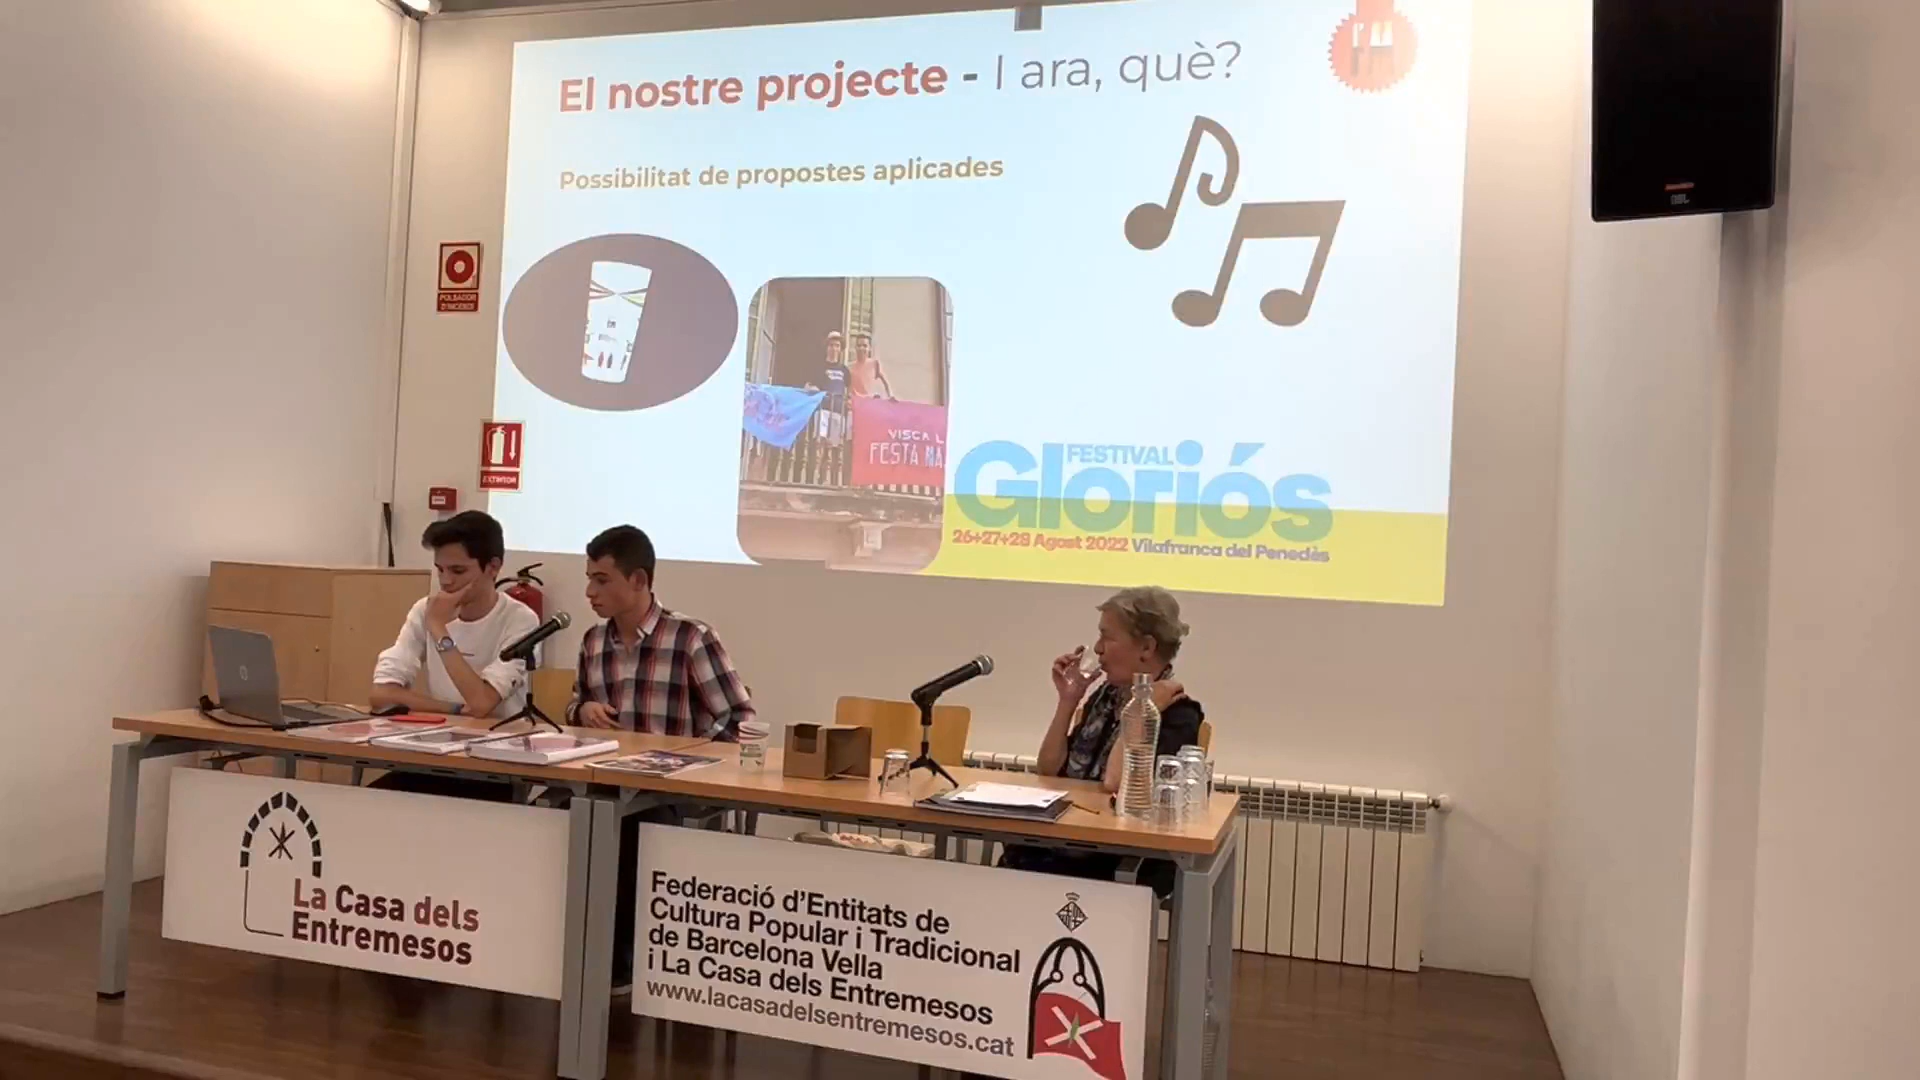 El nostre projecte - I ara, què?
Possibilitat de propostes aplicades
VISCA L
FESTA MA
FESTIVAL
Gloriós
26+27+28 Agost 2022 Vilafranca del Penedès
POLSADOR
D'INCENDIS
EXTINTOR
JBL
La Casa dels
Entremesos
Federació d'Entitats de
Cultura Popular i Tradicional
de Barcelona Vella
i La Casa dels Entremesos
www.lacasadelsentremesos.cat